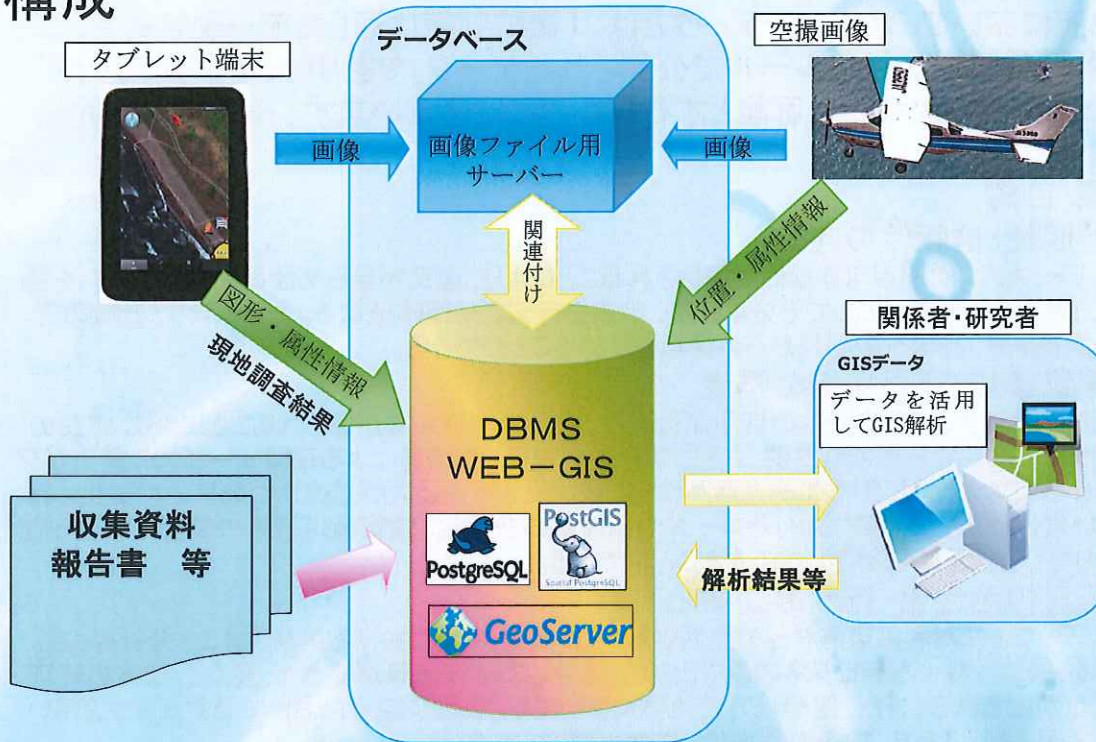 構成
データベース
タブレット端末
空撮画像
画像
画像ファイル用
サーバー
画像
関連付け
図形・属性情報
現地調査結果
位置・属性情報
関係者・研究者
GISデータ
データを活用
してGIS解析
DBMS
WEB－GIS
収集資料
報告書　等
PostgreSQL
PostGIS
Spatial PostgreSQL
GeoServer
解析結果等